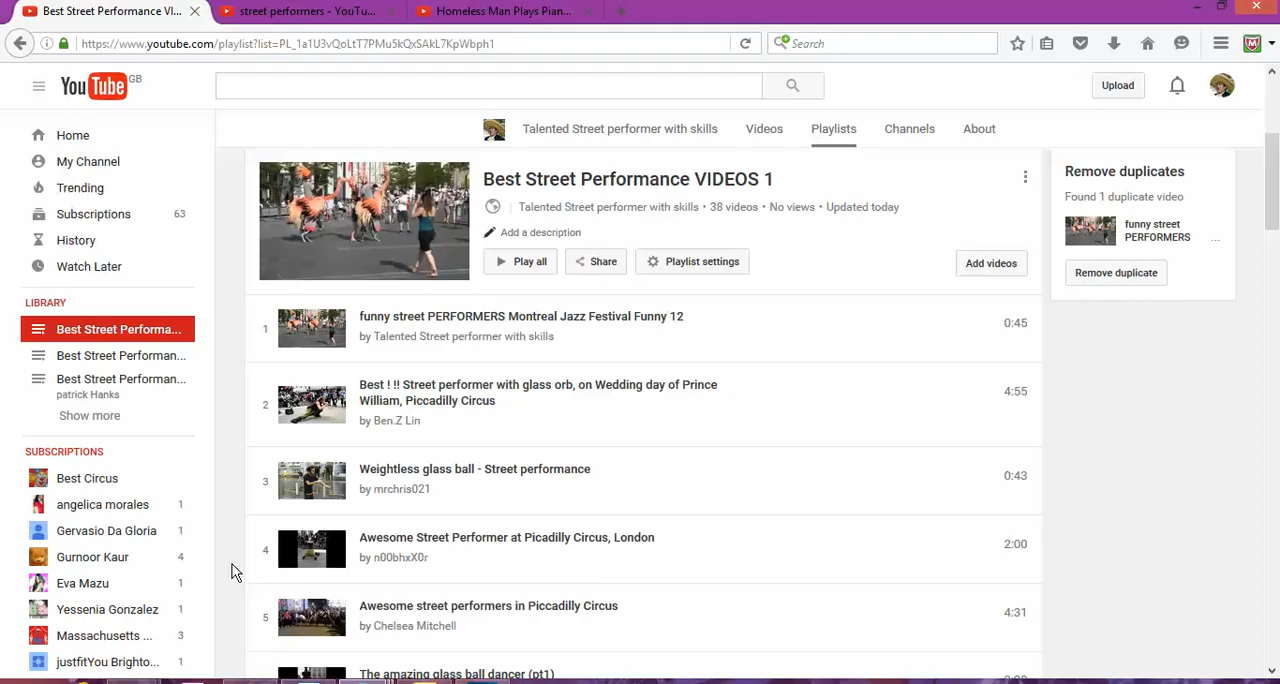 Best Street Performance VI...
street performers - YouTu...
Homeless Man Plays Pian...
https://www.youtube.com/playlist?list=PL_1a1U3vQoLtT7PMu5kQxSAkL7KpWbph1
Search
YouTube GB
Upload
Home
My Channel
Trending
Subscriptions 63
History
Watch Later
LIBRARY
Best Street Performa...
Best Street Performan...
Best Street Performan...
patrick Hanks
Show more
SUBSCRIPTIONS
Best Circus
angelica morales 1
Gervasio Da Gloria 1
Gurnoor Kaur 4
Eva Mazu 1
Yessenia Gonzalez 1
Massachusetts ... 3
justfitYou Brighto... 1
Talented Street performer with skills Videos Playlists Channels About
Best Street Performance VIDEOS 1
Talented Street performer with skills • 38 videos • No views • Updated today
Add a description
Play all Share Playlist settings Add videos
1 funny street PERFORMERS Montreal Jazz Festival Funny 12 0:45
by Talented Street performer with skills
2 Best ! !! Street performer with glass orb, on Wedding day of Prince 4:55
William, Piccadilly Circus
by Ben.Z Lin
3 Weightless glass ball - Street performance 0:43
by mrchris021
4 Awesome Street Performer at Picadilly Circus, London 2:00
by n00bhxX0r
5 Awesome street performers in Piccadilly Circus 4:31
by Chelsea Mitchell
The amazing glass ball dancer (pt1)
Remove duplicates
Found 1 duplicate video
funny street
PERFORMERS ...
Remove duplicate